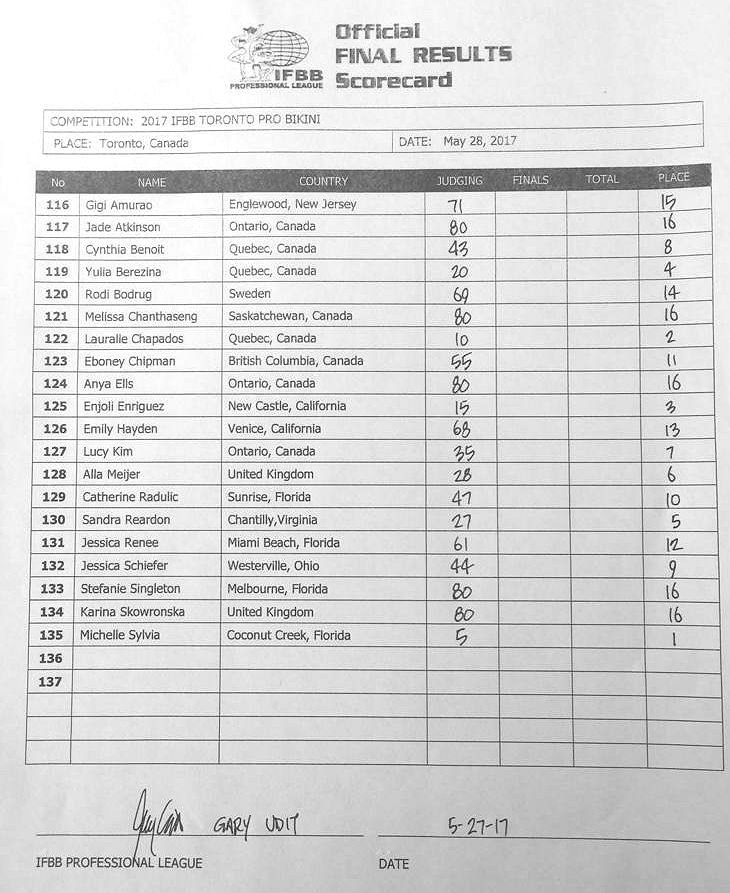 Official
FINAL RESULTS
Scorecard
IFBB
PROFESSIONAL LEAGUE
COMPETITION: 2017 IFBB TORONTO PRO BIKINI
PLACE: Toronto, Canada DATE: May 28, 2017
No NAME COUNTRY JUDGING FINALS TOTAL PLACE
116 Gigi Amurao Englewood, New Jersey 71 15
117 Jade Atkinson Ontario, Canada 80 16
118 Cynthia Benoit Quebec, Canada 43 8
119 Yulia Berezina Quebec, Canada 20 4
120 Rodi Bodrug Sweden 69 14
121 Melissa Chanthaseng Saskatchewan, Canada 80 16
122 Lauralie Chapados Quebec, Canada 10 2
123 Eboney Chipman British Columbia, Canada 55 11
124 Anya Ells Ontario, Canada 80 16
125 Enjoli Enriguez New Castle, California 15 3
126 Emily Hayden Venice, California 68 13
127 Lucy Kim Ontario, Canada 35 7
128 Alla Meijer United Kingdom 28 6
129 Catherine Radulic Sunrise, Florida 47 10
130 Sandra Reardon Chantilly,Virginia 27 5
131 Jessica Renee Miami Beach, Florida 61 12
132 Jessica Schiefer Westerville, Ohio 44 9
133 Stefanie Singleton Melbourne, Florida 80 16
134 Karina Skowronska United Kingdom 80 16
135 Michelle Sylvia Coconut Creek, Florida 5 1
136
137
GARY UDIT 5-27-17
IFBB PROFESSIONAL LEAGUE DATE